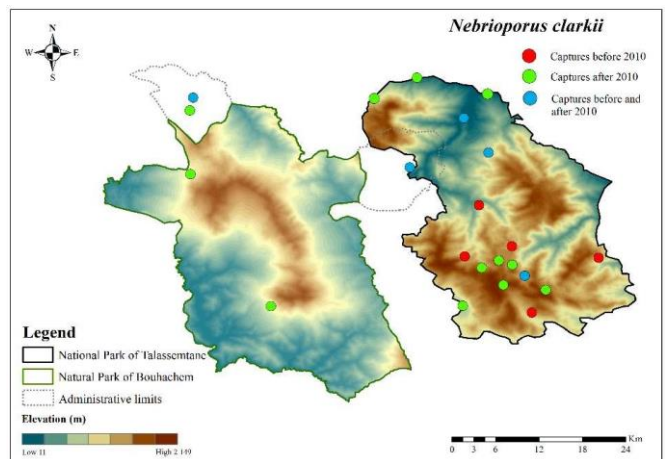 Nebrioporus clarkii
N
W E
S
Captures before 2010
Captures after 2010
Captures before and
after 2010
Legend
National Park of Talassemtane
Natural Park of Bouhachem
Administrative limits
Elevation (m)
Low 11 High 2 149
Km
0 3 6 12 18 24